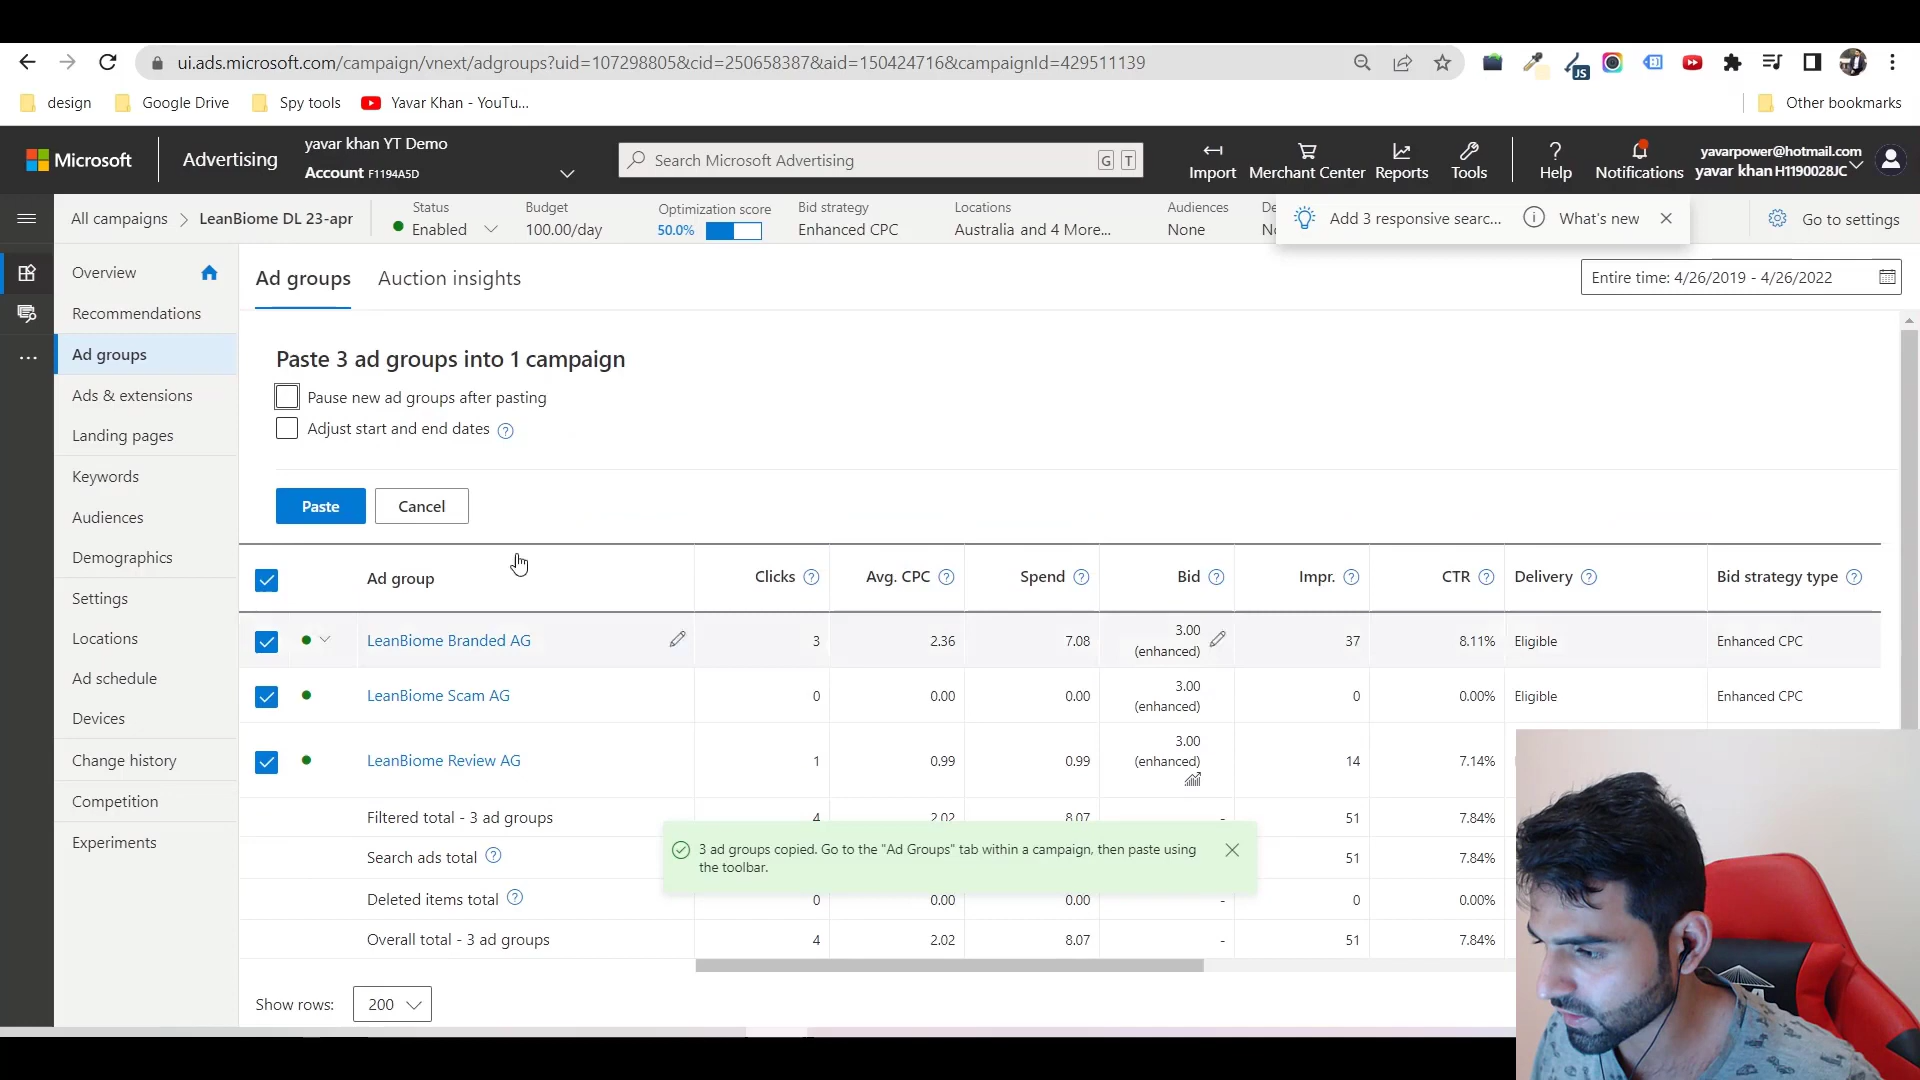 ui.ads.microsoft.com/campaign/vnext/adgroups?uid=107298805&cid=250658387&aid=150424716&campaignId=429511139
JS
design
Google Drive
Spy tools
Yavar Khan - YouTu...
Other bookmarks
Microsoft
Advertising
yavar khan YT Demo
Account F1194A5D
Search Microsoft Advertising
G T
Import
Merchant Center
Reports
Tools
Help
Notifications
yavarpower@hotmail.com
yavar khan H1190028JC
All campaigns
LeanBiome DL 23-apr
Status
Enabled
Budget
100.00/day
Optimization score
50.0%
Bid strategy
Enhanced CPC
Locations
Australia and 4 More...
Audiences
None
Add 3 responsive searc...
What's new
Go to settings
Overview
Recommendations
Ad groups
Ads & extensions
Landing pages
Keywords
Audiences
Demographics
Settings
Locations
Ad schedule
Devices
Change history
Competition
Experiments
Ad groups
Auction insights
Entire time: 4/26/2019 - 4/26/2022
Paste 3 ad groups into 1 campaign
Pause new ad groups after pasting
Adjust start and end dates
Paste
Cancel
Ad group Clicks Avg. CPC Spend Bid Impr. CTR Delivery Bid strategy type
LeanBiome Branded AG 3 2.36 7.08 3.00 (enhanced) 37 8.11% Eligible Enhanced CPC
LeanBiome Scam AG 0 0.00 0.00 3.00 (enhanced) 0 0.00% Eligible Enhanced CPC
LeanBiome Review AG 1 0.99 0.99 3.00 (enhanced) 14 7.14%
Filtered total - 3 ad groups 4 2.02 8.07 - 51 7.84%
Search ads total 51 7.84%
3 ad groups copied. Go to the "Ad Groups" tab within a campaign, then paste using
the toolbar.
Deleted items total 0 0.00 0.00 - 0 0.00%
Overall total - 3 ad groups 4 2.02 8.07 - 51 7.84%
Show rows: 200